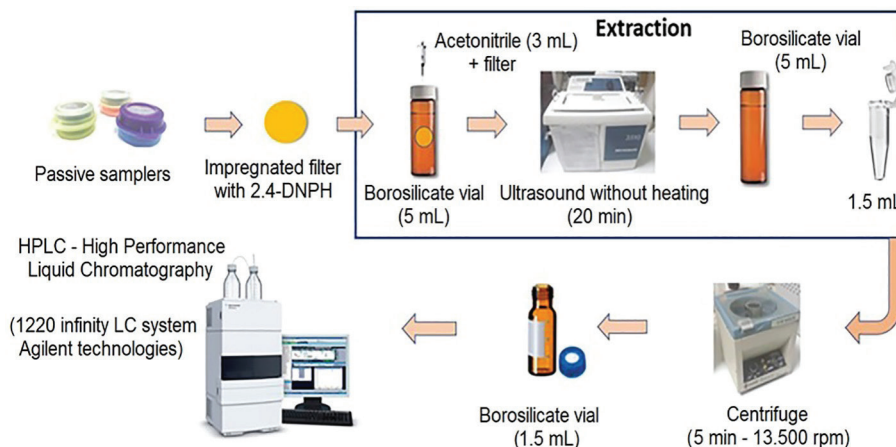 Extraction
Acetonitrile (3 mL)
+ filter
Borosilicate vial
(5 mL)
Passive samplers
Impregnated filter
with 2.4-DNPH
Borosilicate vial
(5 mL)
Ultrasound without heating
(20 min)
1.5 mL
HPLC - High Performance
Liquid Chromatography
(1220 infinity LC system
Agilent technologies)
Borosilicate vial
(1.5 mL)
Centrifuge
(5 min - 13.500 rpm)